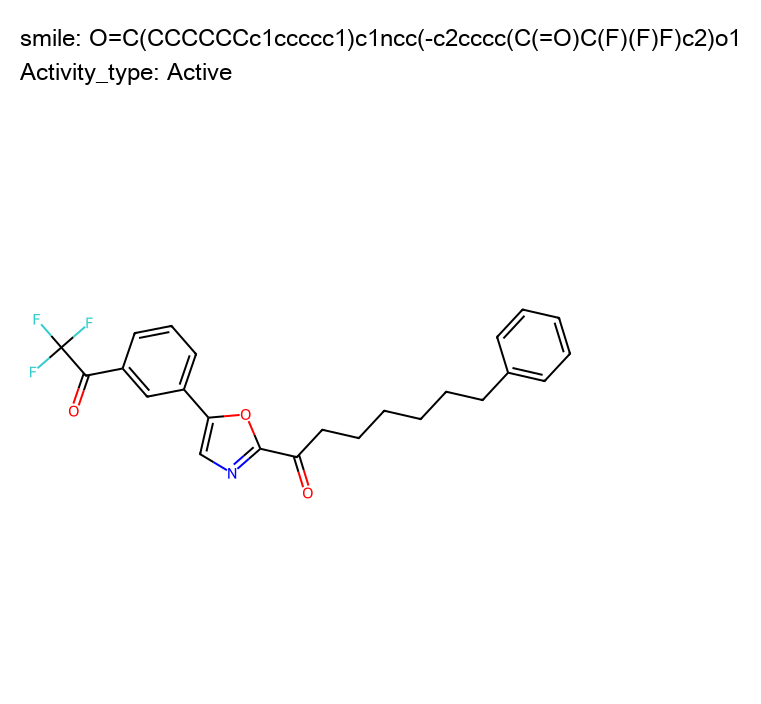 smile: O=C(CCCCCCc1ccccc1)c1ncc(-c2cccc(C(=O)C(F)(F)F)c2)o1
Activity_type: Active
F
F
F
O
O
N
O